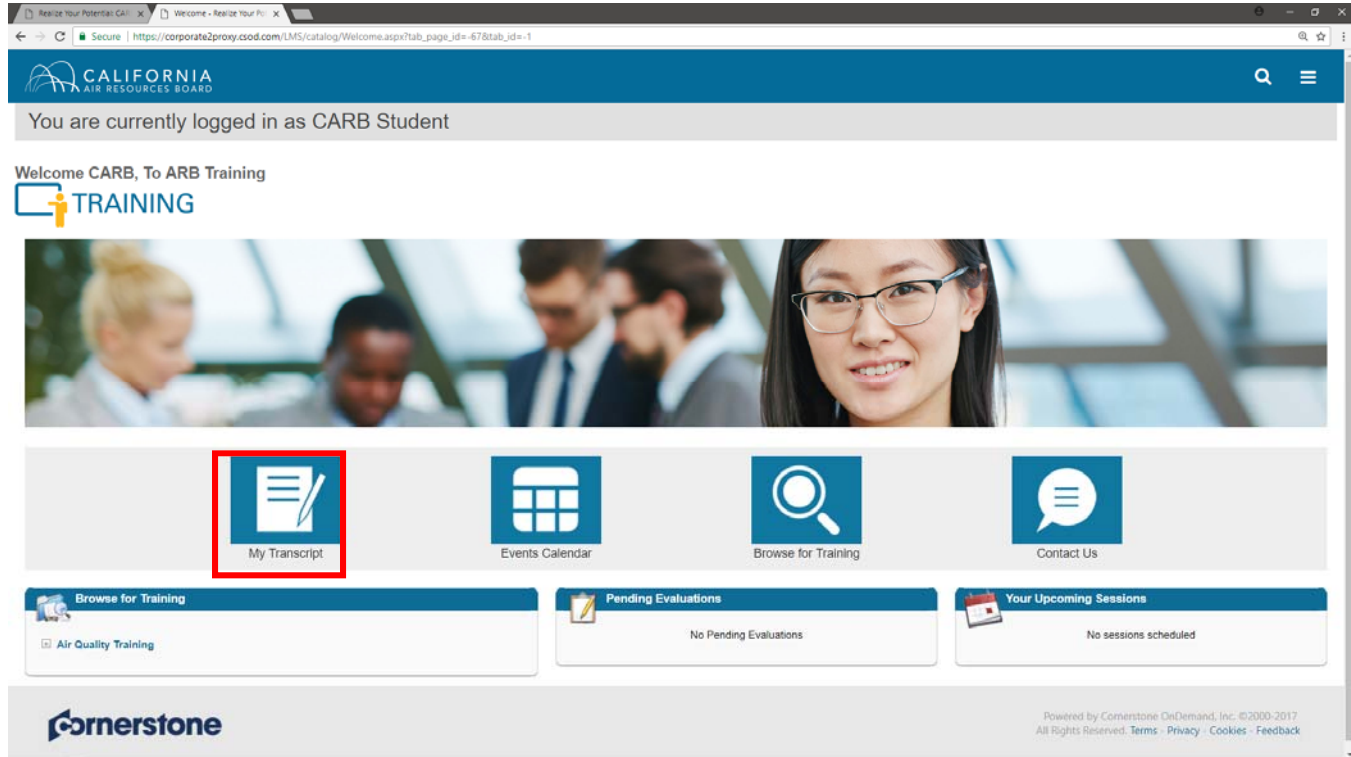 Realize Your Potential: CAR
Welcome - Realize Your Po
Secure | https://corporate2proxy.csod.com/LMS/catalog/Welcome.aspx?tab_page_id=-67&tab_id=-1
CALIFORNIA
AIR RESOURCES BOARD
You are currently logged in as CARB Student
Welcome CARB, To ARB Training
TRAINING
My Transcript
Events Calendar
Browse for Training
Contact Us
Browse for Training
Air Quality Training
Pending Evaluations
No Pending Evaluations
Your Upcoming Sessions
No sessions scheduled
Cornerstone
Powered by Cornerstone OnDemand, Inc. ©2000-2017
All Rights Reserved. Terms - Privacy - Cookies - Feedback